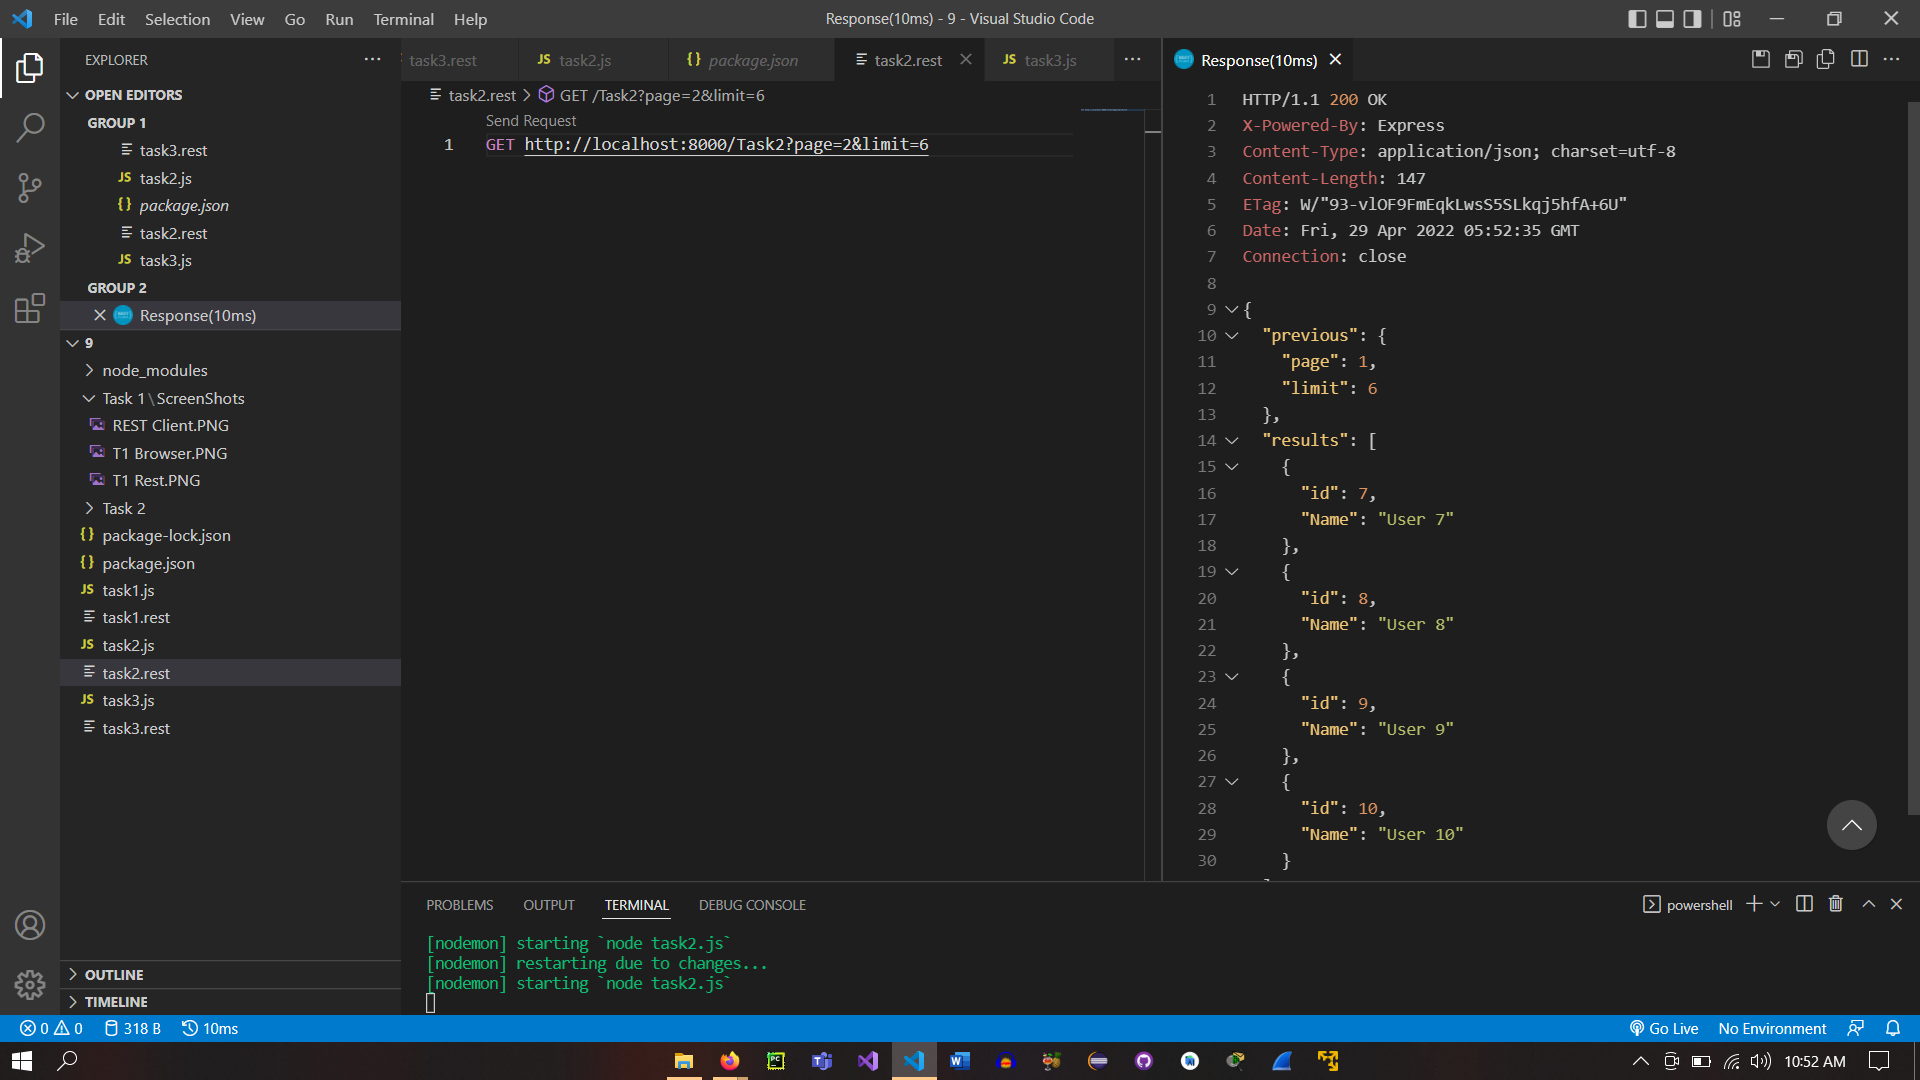 File Edit Selection View Go Run Terminal Help
Response(10ms) - 9 - Visual Studio Code
EXPLORER
OPEN EDITORS
GROUP 1
task3.rest
JS task2.js
{} package.json
task2.rest
JS task3.js
GROUP 2
Response(10ms)
9
node_modules
Task 1\ScreenShots
REST Client.PNG
T1 Browser.PNG
T1 Rest.PNG
Task 2
{} package-lock.json
{} package.json
JS task1.js
task1.rest
JS task2.js
task2.rest
JS task3.js
task3.rest
OUTLINE
TIMELINE
task3.rest JS task2.js {} package.json task2.rest JS task3.js
task2.rest > GET /Task2?page=2&limit=6
Send Request
1 GET http://localhost:8000/Task2?page=2&limit=6
Response(10ms)
1 HTTP/1.1 200 OK
2 X-Powered-By: Express
3 Content-Type: application/json; charset=utf-8
4 Content-Length: 147
5 ETag: W/"93-vlOF9FmEqkLwsS5SLkqj5hfA+6U"
6 Date: Fri, 29 Apr 2022 05:52:35 GMT
7 Connection: close
8
9 {
10 "previous": {
11 "page": 1,
12 "limit": 6
13 },
14 "results": [
15 {
16 "id": 7,
17 "Name": "User 7"
18 },
19 {
20 "id": 8,
21 "Name": "User 8"
22 },
23 {
24 "id": 9,
25 "Name": "User 9"
26 },
27 {
28 "id": 10,
29 "Name": "User 10"
30 }
PROBLEMS OUTPUT TERMINAL DEBUG CONSOLE
powershell
[nodemon] starting `node task2.js`
[nodemon] restarting due to changes...
[nodemon] starting `node task2.js`
0 0 318 B 10ms
Go Live No Environment
10:52 AM